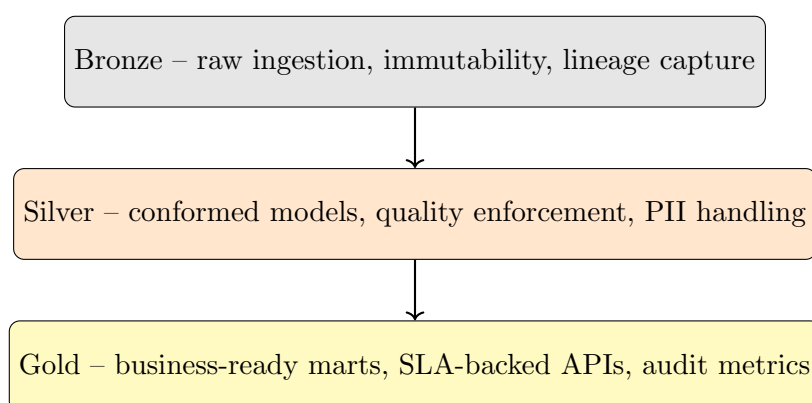 Bronze – raw ingestion, immutability, lineage capture
Silver – conformed models, quality enforcement, PII handling
Gold – business-ready marts, SLA-backed APIs, audit metrics